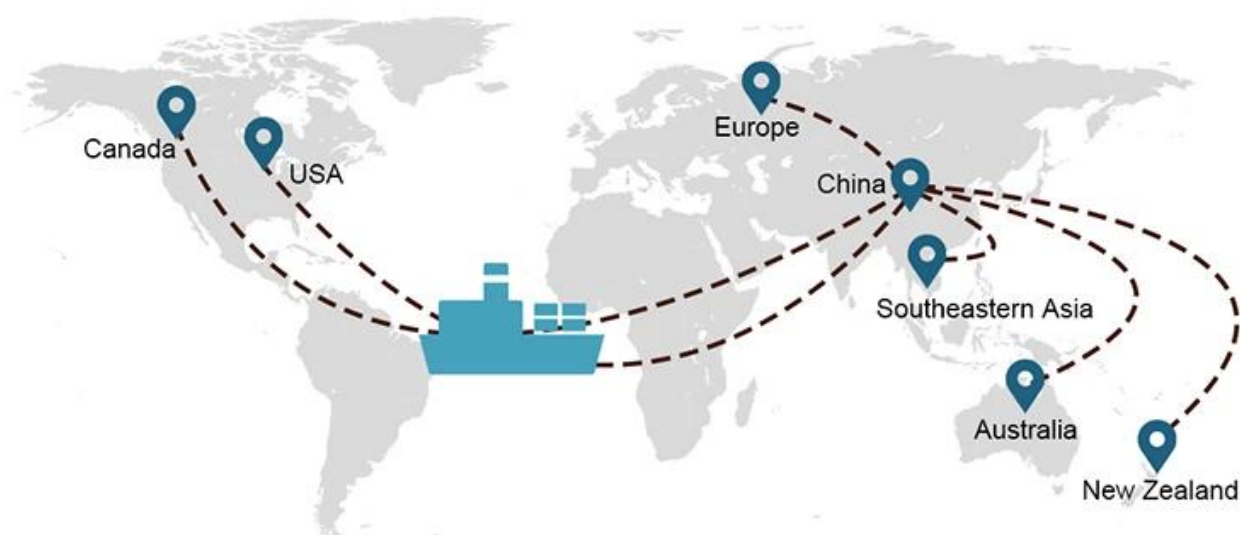 Canada
USA
Europe
China
Southeastern Asia
Australia
New Zealand